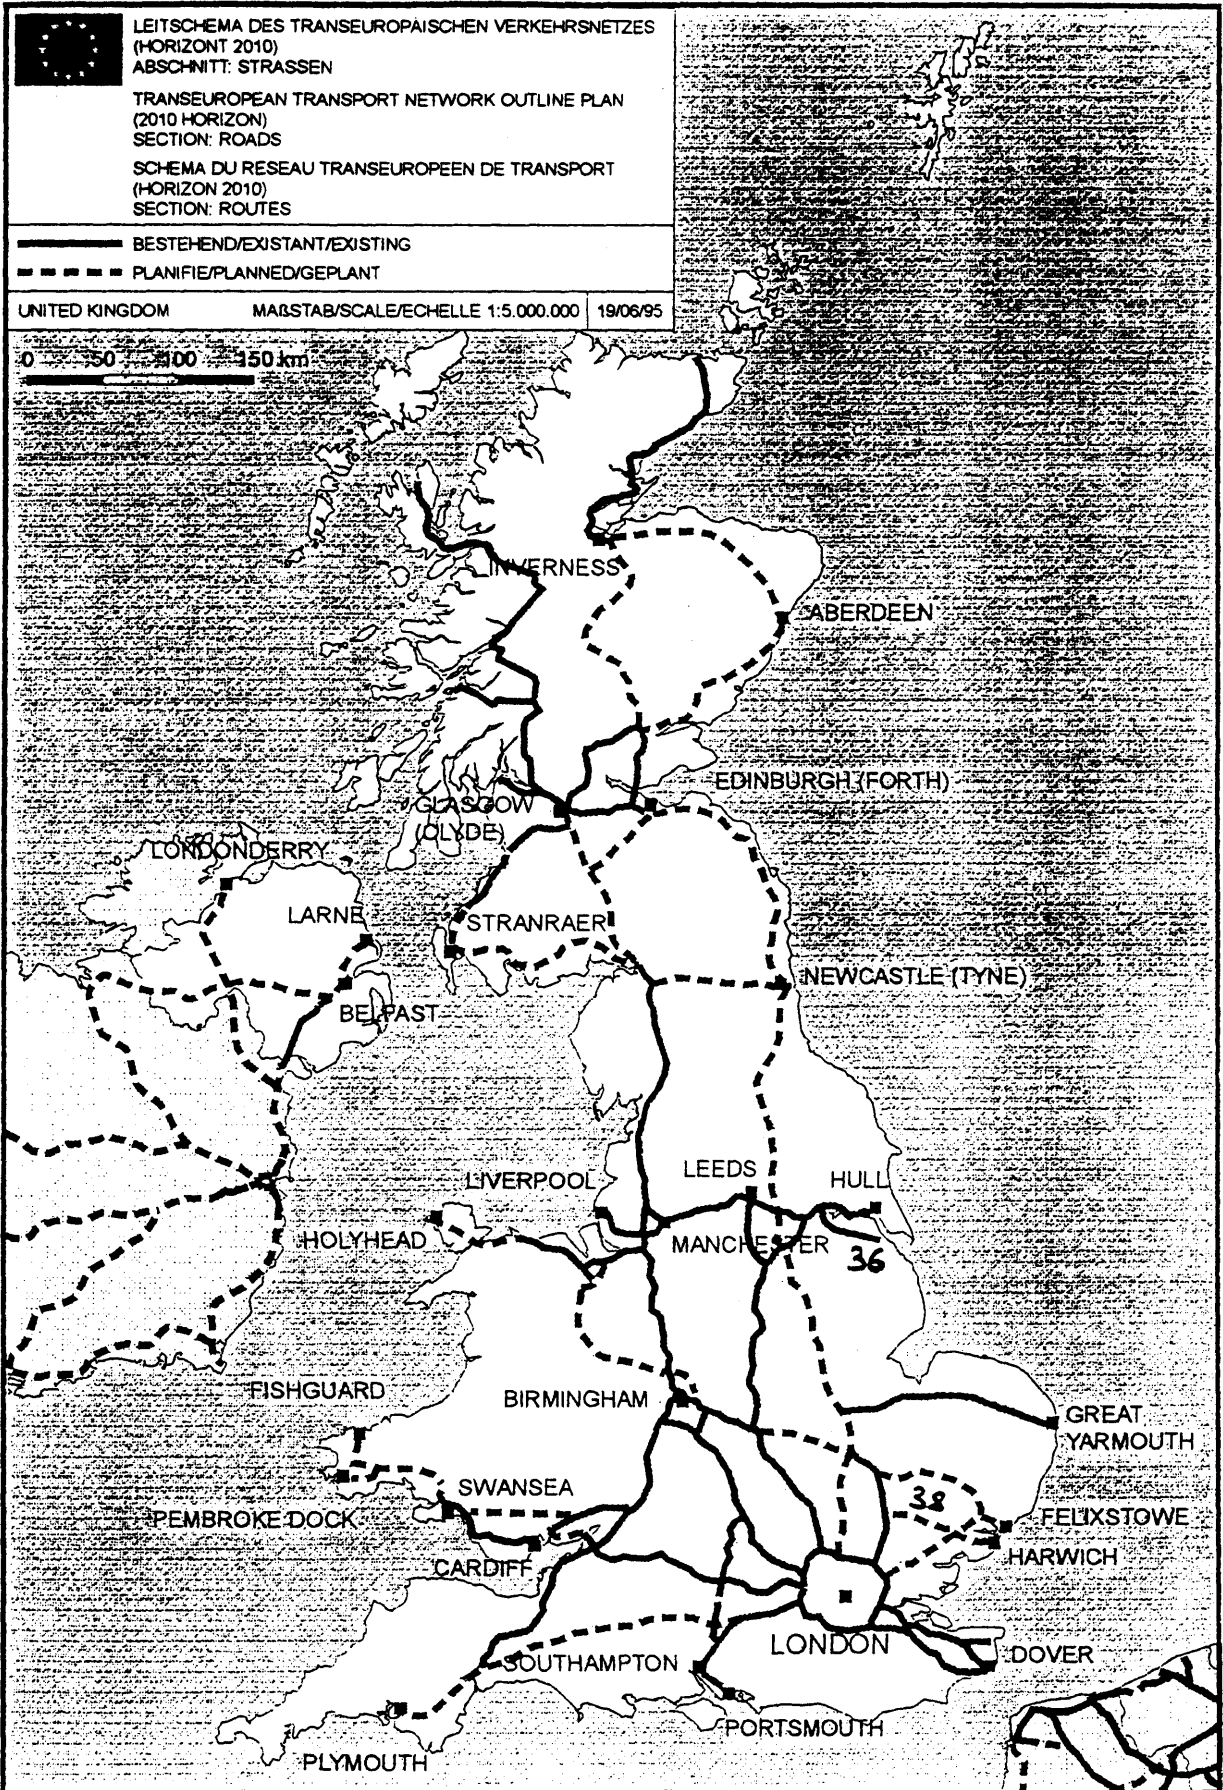 LEITSCHEMA DES TRANSEUROPÄISCHEN VERKEHRSNETZES
(HORIZONT 2010)
ABSCHNITT: STRASSEN
TRANSEUROPEAN TRANSPORT NETWORK OUTLINE PLAN
(2010 HORIZON)
SECTION: ROADS
SCHEMA DU RESEAU TRANSEUROPEEN DE TRANSPORT
(HORIZON 2010)
SECTION: ROUTES
BESTEHEND/EXISTANT/EXISTING
PLANIFIE/PLANNED/GEPLANT
UNITED KINGDOM MAßSTAB/SCALE/ECHELLE 1:5.000.000 19/06/95
0 50 100 150 km
INVERNESS
ABERDEEN
EDINBURGH (FORTH)
GLASGOW
(CLYDE)
LONDONDERRY
LARNE
STRANRAER
NEWCASTLE (TYNE)
BELFAST
LEEDS
LIVERPOOL
HULL
HOLYHEAD
MANCHESTER
36
FISHGUARD
BIRMINGHAM
GREAT
YARMOUTH
SWANSEA
38
PEMBROKE DOCK
FELIXSTOWE
HARWICH
CARDIFF
LONDON
DOVER
SOUTHAMPTON
PORTSMOUTH
PLYMOUTH